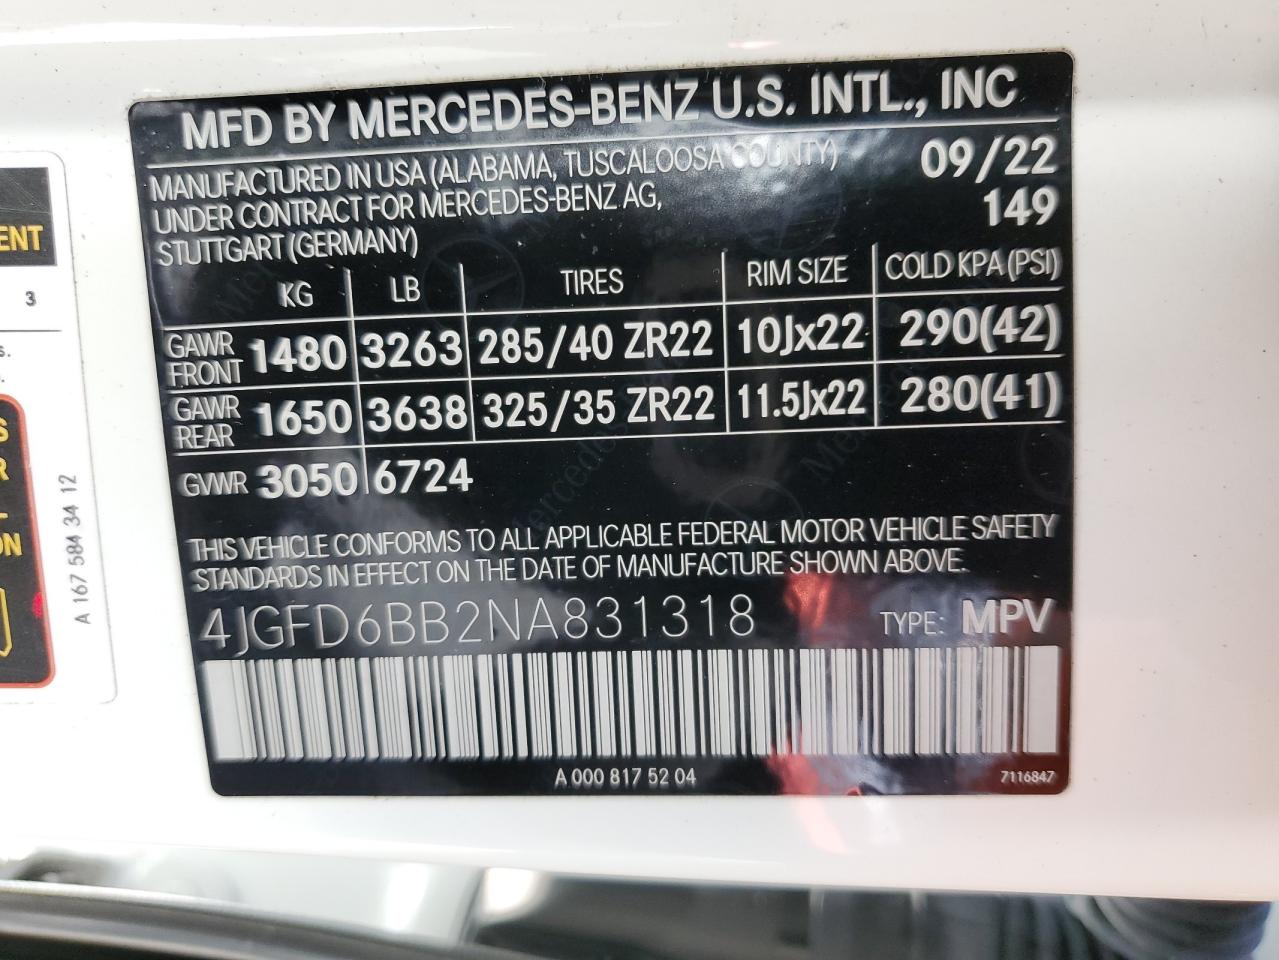 MFD BY MERCEDES-BENZ U.S. INTL., INC
MANUFACTURED IN USA (ALABAMA, TUSCALOOSA COUNTY) 09/22
UNDER CONTRACT FOR MERCEDES-BENZ AG, 149
STUTTGART (GERMANY)
KG LB TIRES RIM SIZE COLD KPA (PSI)
GAWR FRONT 1480 3263 285/40 ZR22 10Jx22 290(42)
GAWR REAR 1650 3638 325/35 ZR22 11.5Jx22 280(41)
GVWR 3050 6724
THIS VEHICLE CONFORMS TO ALL APPLICABLE FEDERAL MOTOR VEHICLE SAFETY
STANDARDS IN EFFECT ON THE DATE OF MANUFACTURE SHOWN ABOVE.
4JGFD6BB2NA831318 TYPE: MPV
A 000 817 52 04 7116847
ENT
3
s.
S
R
ON
A 167 584 34 12